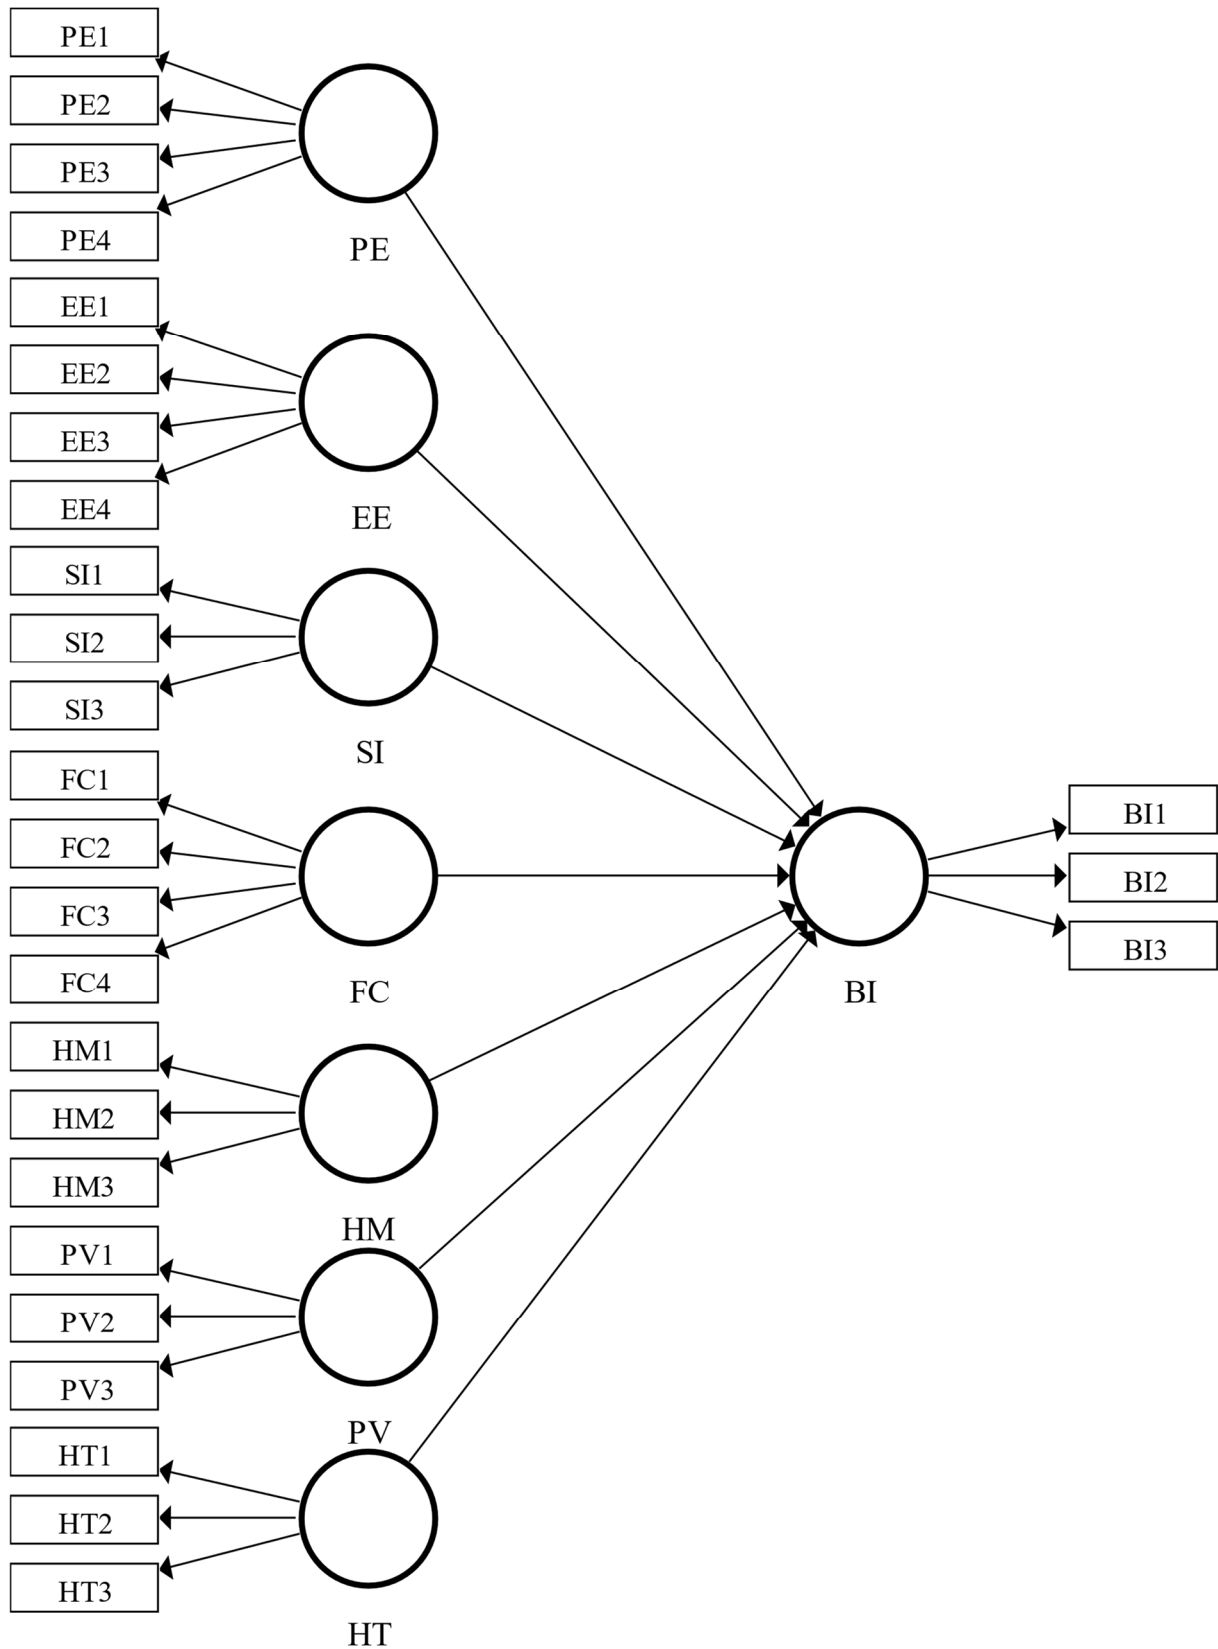 PE1
PE2
PE3
PE4
PE
EE1
EE2
EE3
EE4
EE
SI1
SI2
SI3
SI
FC1
FC2
FC3
FC4
FC
HM1
HM2
HM3
HM
PV1
PV2
PV3
PV
HT1
HT2
HT3
HT
BI
BI1
BI2
BI3